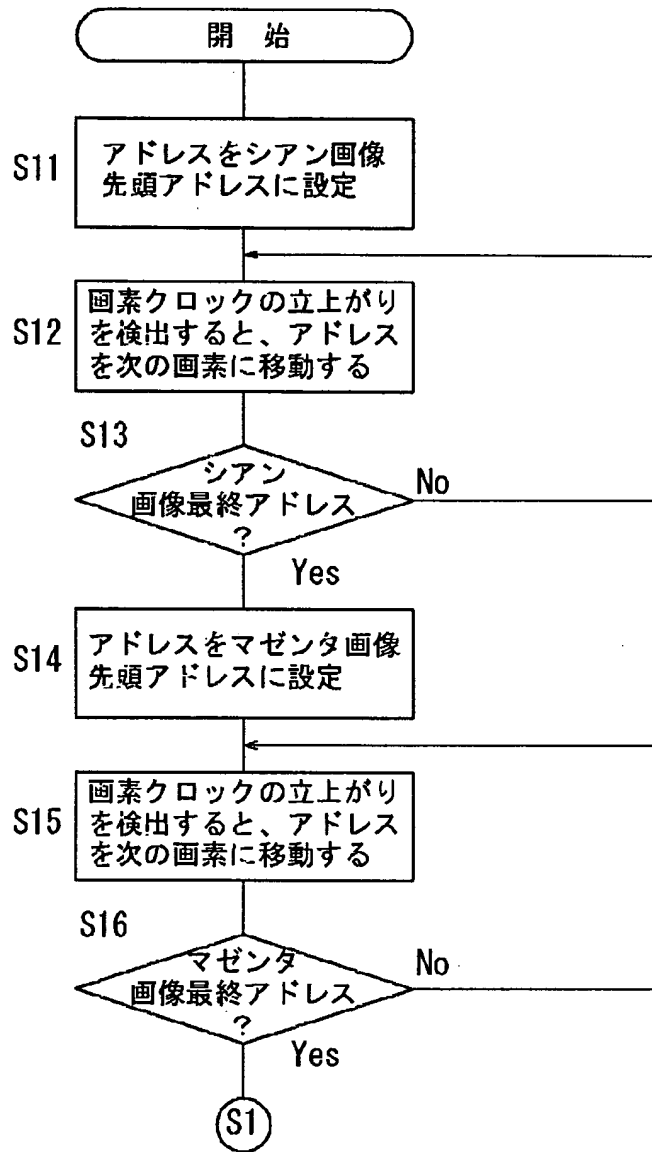 開 始
S11
アドレスをシアン画像
先頭アドレスに設定
S12
画素クロックの立上がり
を検出すると、アドレス
を次の画素に移動する
S13
シアン
画像最終アドレス
?
No
Yes
S14
アドレスをマゼンタ画像
先頭アドレスに設定
S15
画素クロックの立上がり
を検出すると、アドレス
を次の画素に移動する
S16
マゼンタ
画像最終アドレス
?
No
Yes
S1